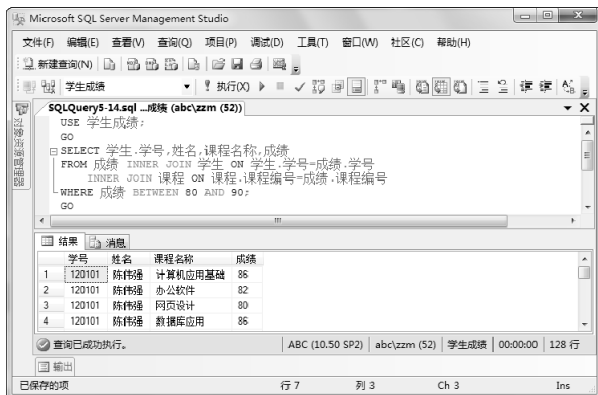 Microsoft SQL Server Management Studio
文件(F) 编辑(E) 查看(V) 查询(Q) 项目(P) 调试(D) 工具(T) 窗口(W) 社区(C) 帮助(H)
新建查询(N)
学生成绩 执行(X)
SQLQuery5-14.sql ...成绩 (abc\zzm (52))
对象资源管理器
USE 学生成绩;
GO
SELECT 学生.学号,姓名,课程名称,成绩
FROM 成绩 INNER JOIN 学生 ON 学生.学号=成绩.学号
INNER JOIN 课程 ON 课程.课程编号=成绩.课程编号
WHERE 成绩 BETWEEN 80 AND 90;
GO
结果 消息
学号 姓名 课程名称 成绩
1 120101 陈伟强 计算机应用基础 86
2 120101 陈伟强 办公软件 82
3 120101 陈伟强 网页设计 80
4 120101 陈伟强 数据库应用 86
查询已成功执行。 ABC (10.50 SP2) abc\zzm (52) 学生成绩 00:00:00 128 行
输出
已保存的项 行 7 列 3 Ch 3 Ins